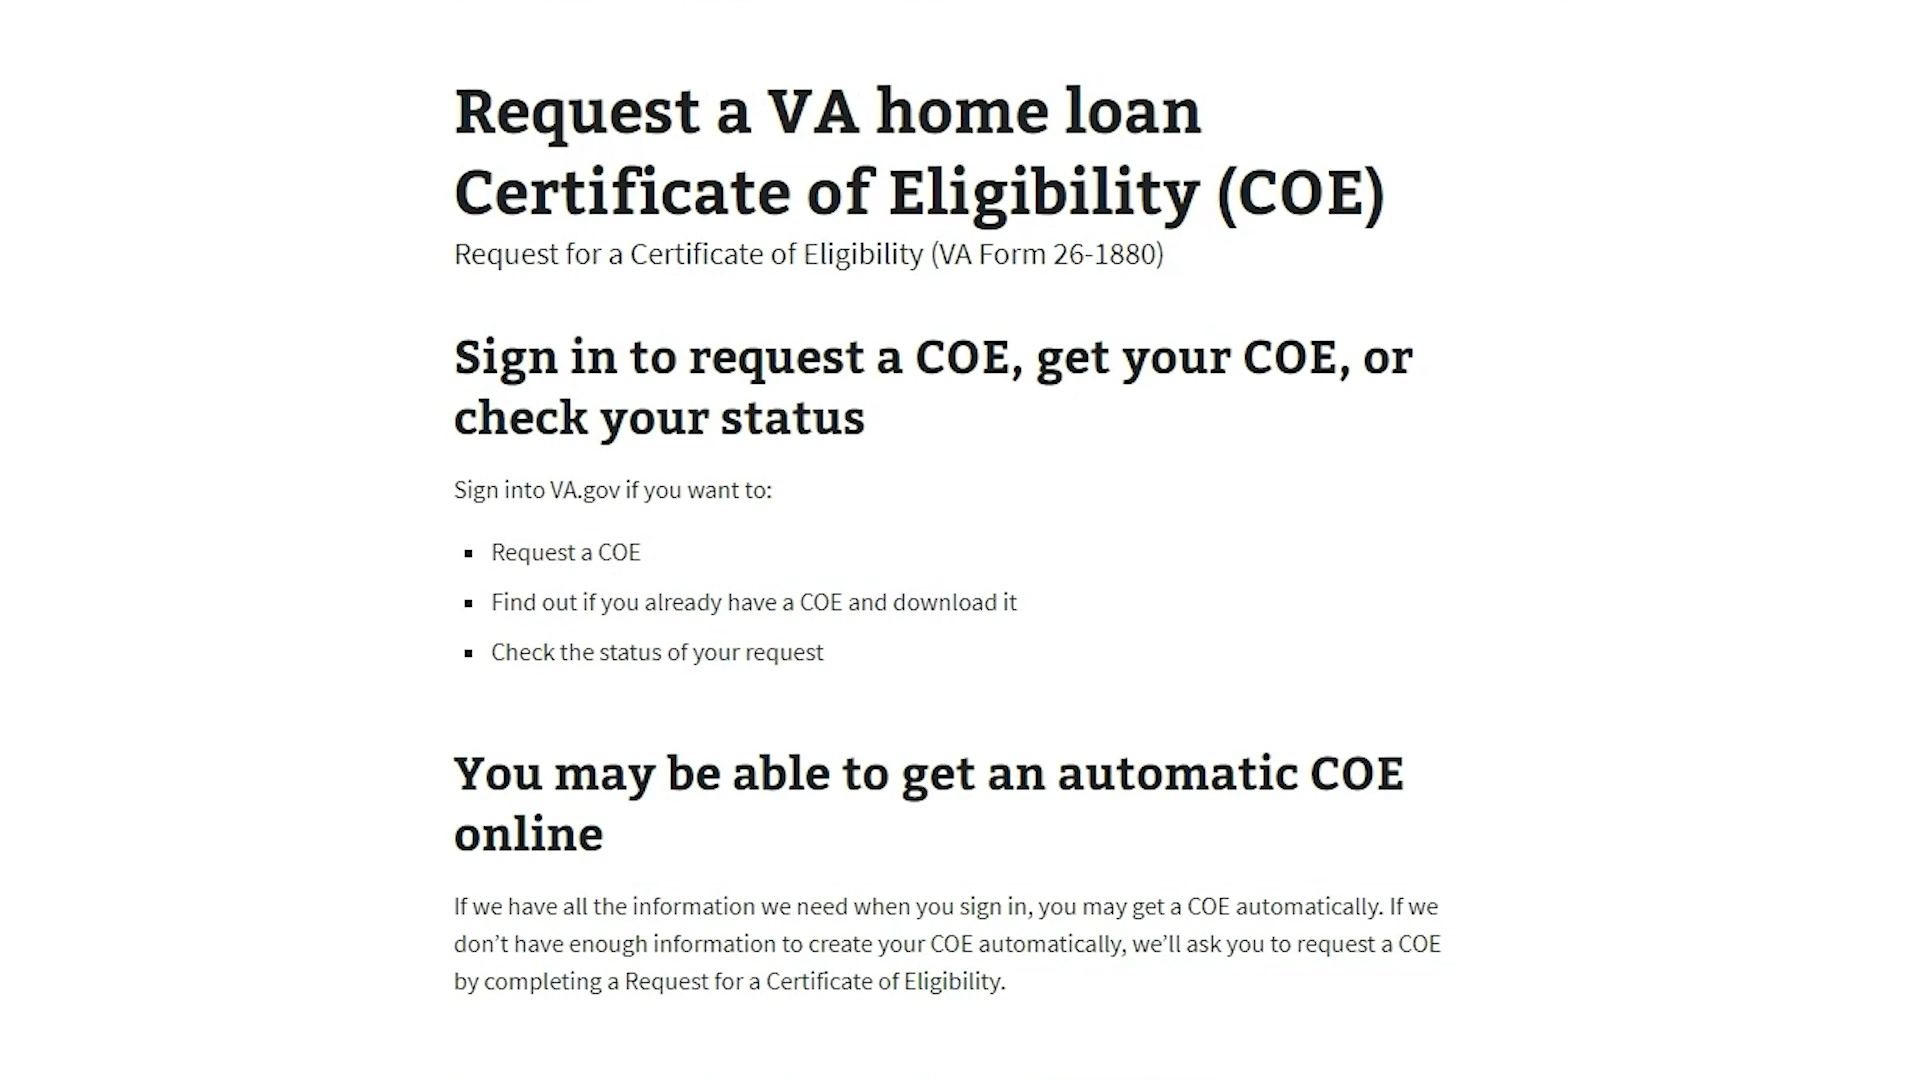 Request a VA home loan
Certificate of Eligibility (COE)
Request for a Certificate of Eligibility (VA Form 26-1880)
Sign in to request a COE, get your COE, or
check your status
Sign into VA.gov if you want to:
▪ Request a COE
▪ Find out if you already have a COE and download it
▪ Check the status of your request
You may be able to get an automatic COE
online
If we have all the information we need when you sign in, you may get a COE automatically. If we
don’t have enough information to create your COE automatically, we’ll ask you to request a COE
by completing a Request for a Certificate of Eligibility.